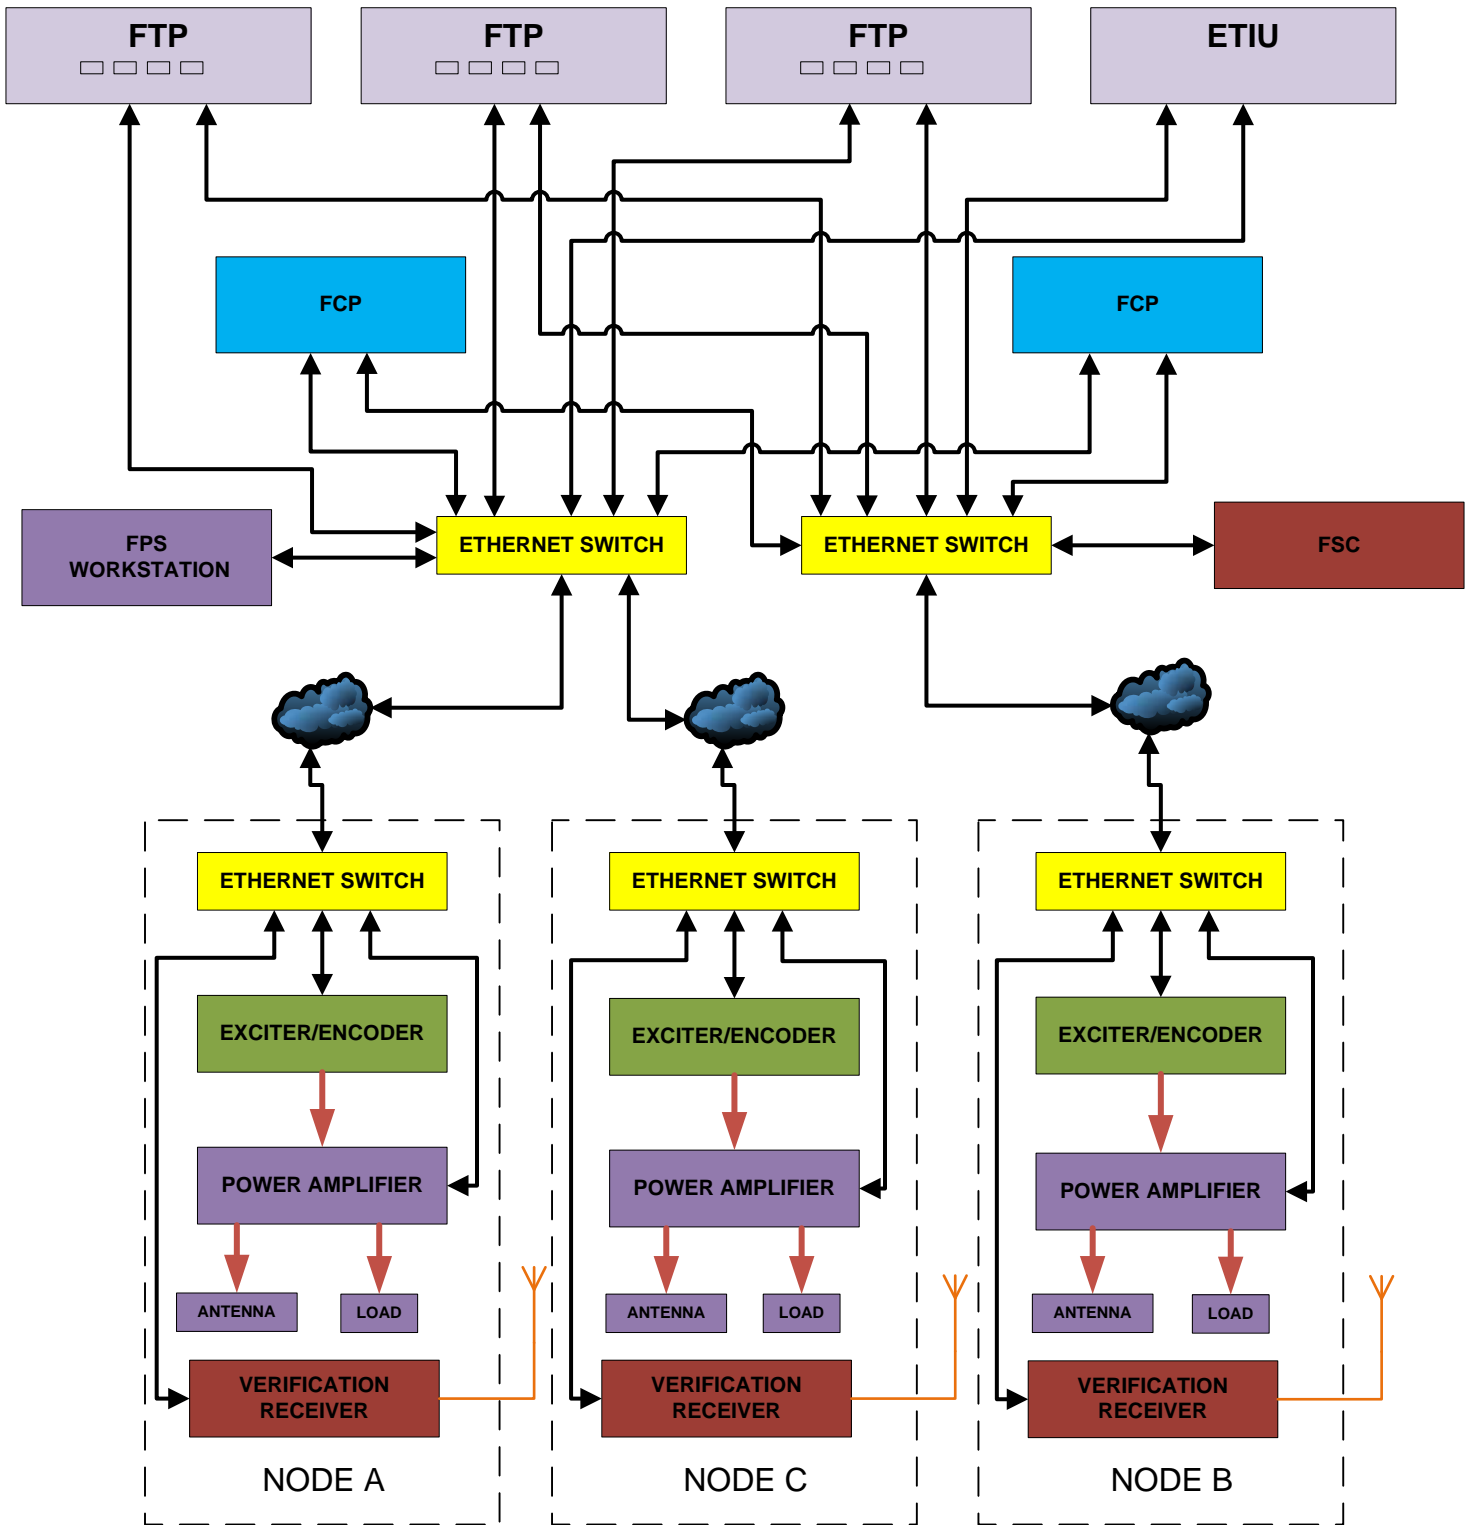 FTP
FTP
FTP
ETIU
FCP
FCP
FPS
WORKSTATION
ETHERNET SWITCH
ETHERNET SWITCH
FSC
ETHERNET SWITCH
ETHERNET SWITCH
ETHERNET SWITCH
EXCITER/ENCODER
EXCITER/ENCODER
EXCITER/ENCODER
POWER AMPLIFIER
POWER AMPLIFIER
POWER AMPLIFIER
ANTENNA
LOAD
ANTENNA
LOAD
ANTENNA
LOAD
VERIFICATION
RECEIVER
VERIFICATION
RECEIVER
VERIFICATION
RECEIVER
NODE A
NODE C
NODE B